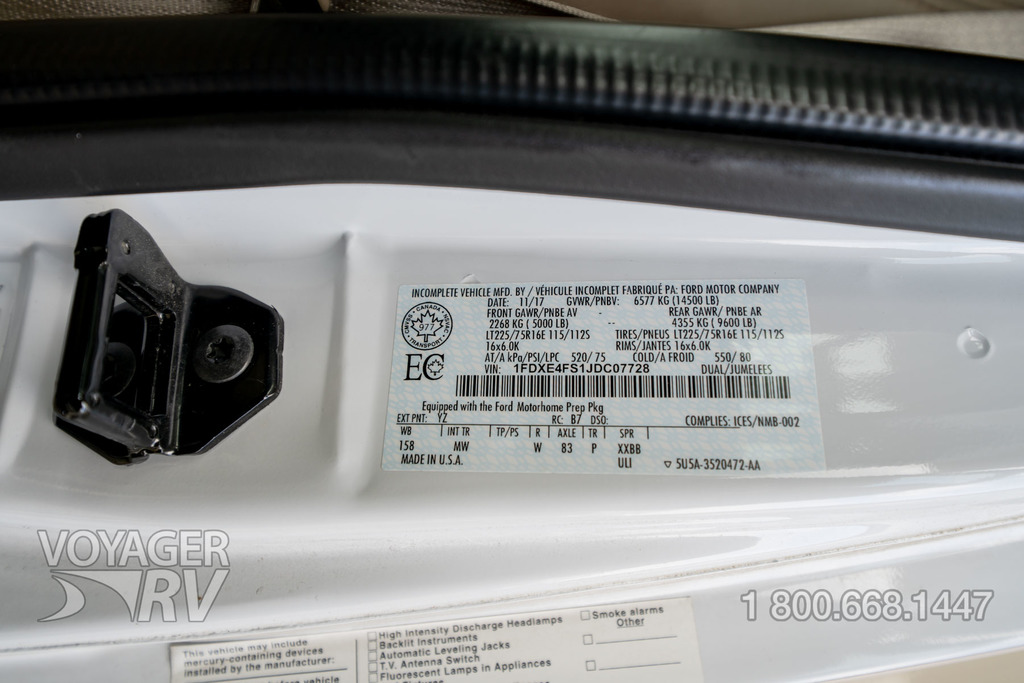 INCOMPLETE VEHICLE MFD. BY / VÉHICULE INCOMPLET FABRIQUÉ PA: FORD MOTOR COMPANY
DATE: 11/17 GVWR/PNBV: 6577 KG (14500 LB)
FRONT GAWR/PNBE AV - REAR GAWR/ PNBE AR
2268 KG ( 5000 LB) 4355 KG ( 9600 LB)
LT225/75R16E 115/112S TIRES/PNEUS LT225/75R16E 115/112S
16x6.0K RIMS/JANTES 16x6.0K
AT/A kPa/PSI/LPC 520/ 75 COLD/A FROID 550/ 80
VIN: 1FDXE4FS1JDC07728 DUAL/JUMELEES
CANADA
TRANSPORT
977
EC
Equipped with the Ford Motorhome Prep Pkg
EXT PNT: YZ RC: B7 DSO: COMPLIES: ICES/NMB-002
WB INT TR TP/PS R AXLE TR SPR
158 MW W 83 P XXBB
MADE IN U.S.A. ULI 5U5A-3520472-AA
VOYAGER
RV
1 800.668.1447
This vehicle may include
mercury-containing devices
installed by the manufacturer:
High Intensity Discharge Headlamps
Backlit Instruments
Automatic Leveling Jacks
T.V. Antenna Switch
Fluorescent Lamps in Appliances
Smoke alarms
Other